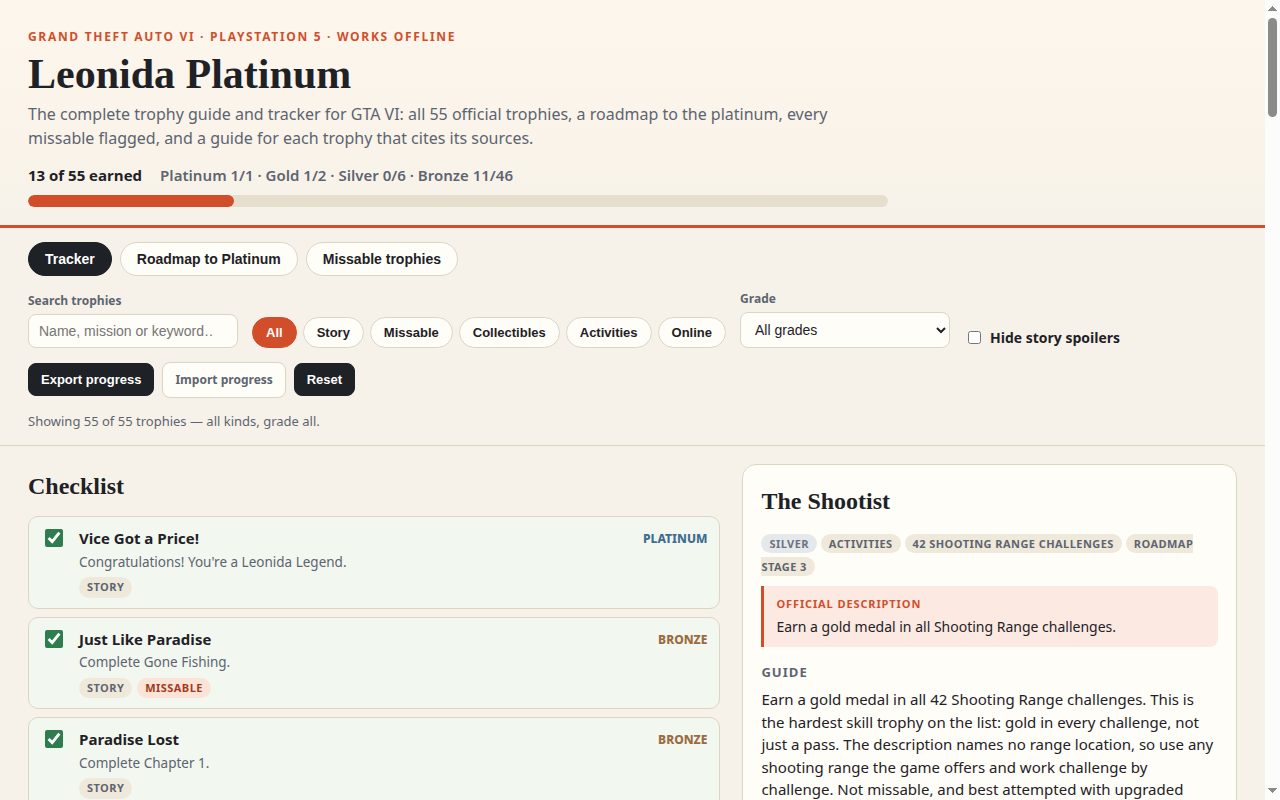 GRAND THEFT AUTO VI · PLAYSTATION 5 · WORKS OFFLINE
Leonida Platinum
The complete trophy guide and tracker for GTA VI: all 55 official trophies, a roadmap to the platinum, every
missable flagged, and a guide for each trophy that cites its sources.
13 of 55 earned Platinum 1/1 · Gold 1/2 · Silver 0/6 · Bronze 11/46
Tracker Roadmap to Platinum Missable trophies
Search trophies
Grade
Name, mission or keyword.. All Story Missable Collectibles Activities Online All grades Hide story spoilers
Export progress Import progress Reset
Showing 55 of 55 trophies — all kinds, grade all.
Checklist
Vice Got a Price! PLATINUM
Congratulations! You're a Leonida Legend.
STORY
Just Like Paradise BRONZE
Complete Gone Fishing.
STORY MISSABLE
Paradise Lost BRONZE
Complete Chapter 1.
STORY
The Shootist
SILVER ACTIVITIES 42 SHOOTING RANGE CHALLENGES ROADMAP
STAGE 3
OFFICIAL DESCRIPTION
Earn a gold medal in all Shooting Range challenges.
GUIDE
Earn a gold medal in all 42 Shooting Range challenges. This is
the hardest skill trophy on the list: gold in every challenge, not
just a pass. The description names no range location, so use any
shooting range the game offers and work challenge by
challenge. Not missable, and best attempted with upgraded